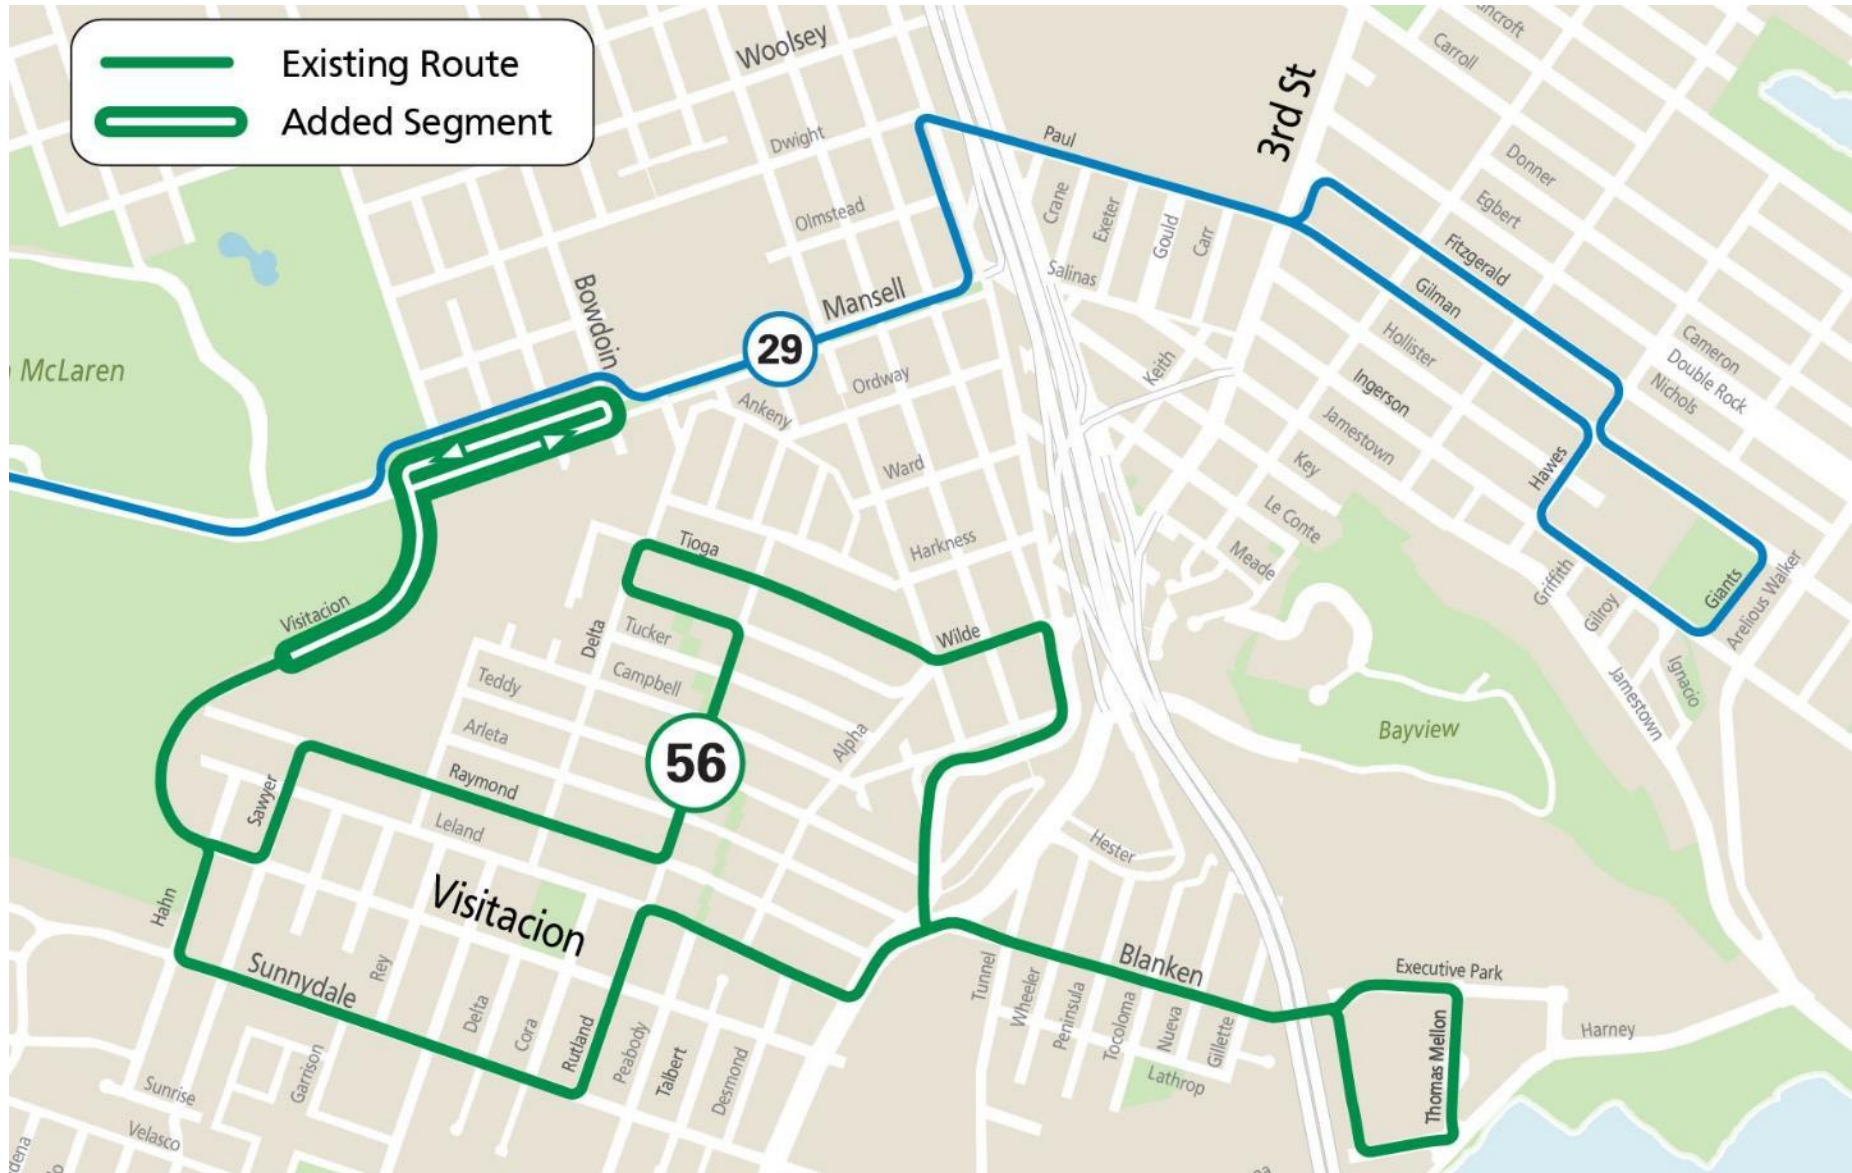 Existing Route
Added Segment
Woolsey
Dwight
Olmstead
Mansell
Bowdoin
29
Paul
Crane
Exeter
Gould
Carr
Salinas
3rd St
Carroll
Donner
Egbert
Fitzgerald
Gilman
Hollister
Ingerson
Jamestown
Key
Le Conte
Meade
Keith
Cameron
Double Rock
Nichols
Hawes
Griffith
Gilroy
Giants
Arelious Walker
Ignacio
Jamestown
McLaren
Ordway
Ankeny
Ward
Harkness
Tioga
Wilde
Visitacion
Delta
Tucker
Campbell
Teddy
Arleta
Raymond
Leland
Alpha
56
Sawyer
Hahn
Visitacion
Sunnydale
Rey
Delta
Cora
Rutland
Peabody
Talbert
Desmond
Garrison
Sunrise
Velasco
Bayview
Hester
Blanken
Tunnel
Wheeler
Peninsula
Tocoloma
Nueva
Gillette
Lathrop
Executive Park
Thomas Mellon
Harney